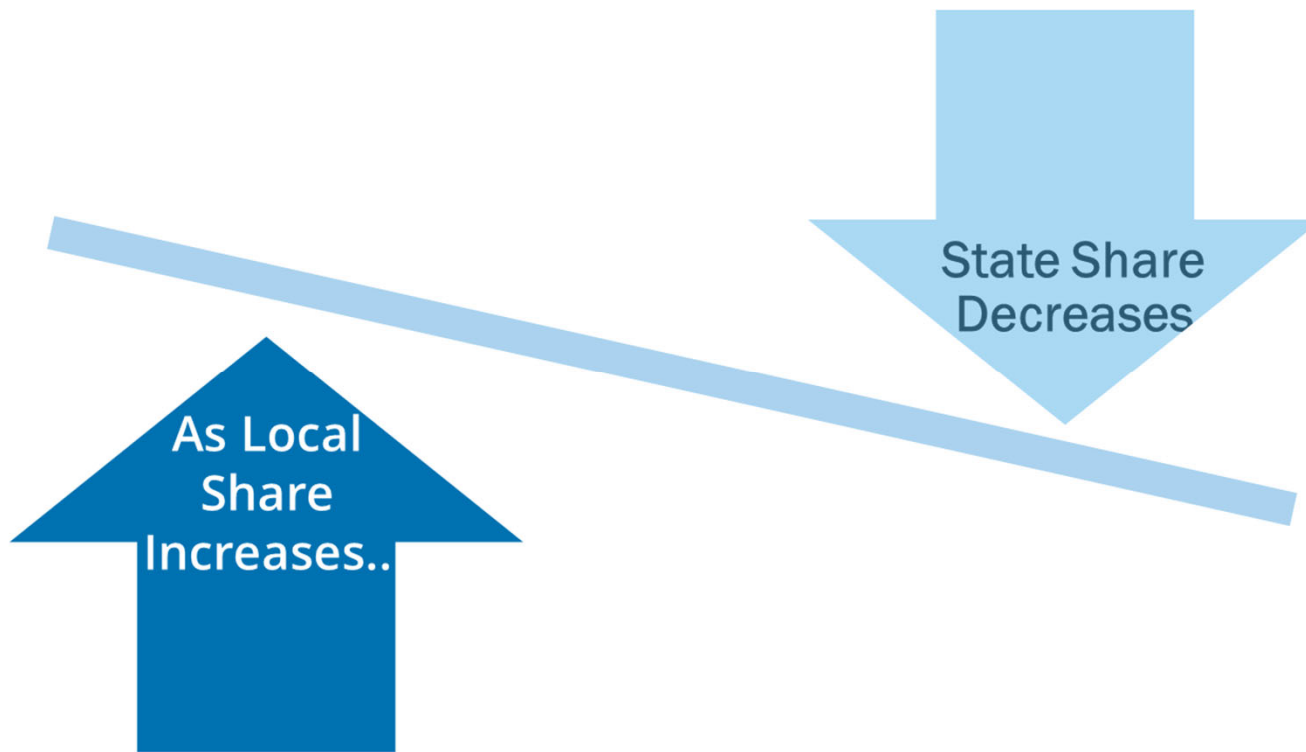 As Local
Share
Increases..
State Share
Decreases